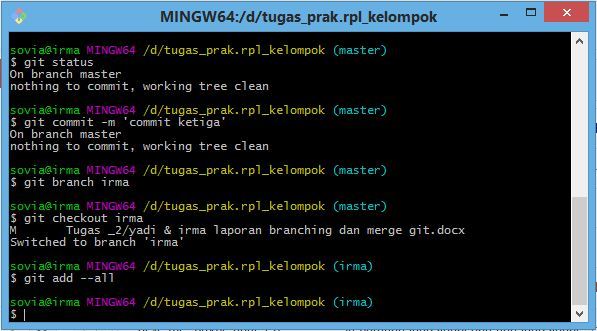 MINGW64:/d/tugas_prak.rpl_kelompok
sovia@irma MINGW64 /d/tugas_prak.rpl_kelompok (master)
$ git status
On branch master
nothing to commit, working tree clean
sovia@irma MINGW64 /d/tugas_prak.rpl_kelompok (master)
$ git commit -m 'commit ketiga'
On branch master
nothing to commit, working tree clean
sovia@irma MINGW64 /d/tugas_prak.rpl_kelompok (master)
$ git branch irma
sovia@irma MINGW64 /d/tugas_prak.rpl_kelompok (master)
$ git checkout irma
M       Tugas _2/yadi & irma laporan branching dan merge git.docx
Switched to branch 'irma'
sovia@irma MINGW64 /d/tugas_prak.rpl_kelompok (irma)
$ git add --all
sovia@irma MINGW64 /d/tugas_prak.rpl_kelompok (irma)
$